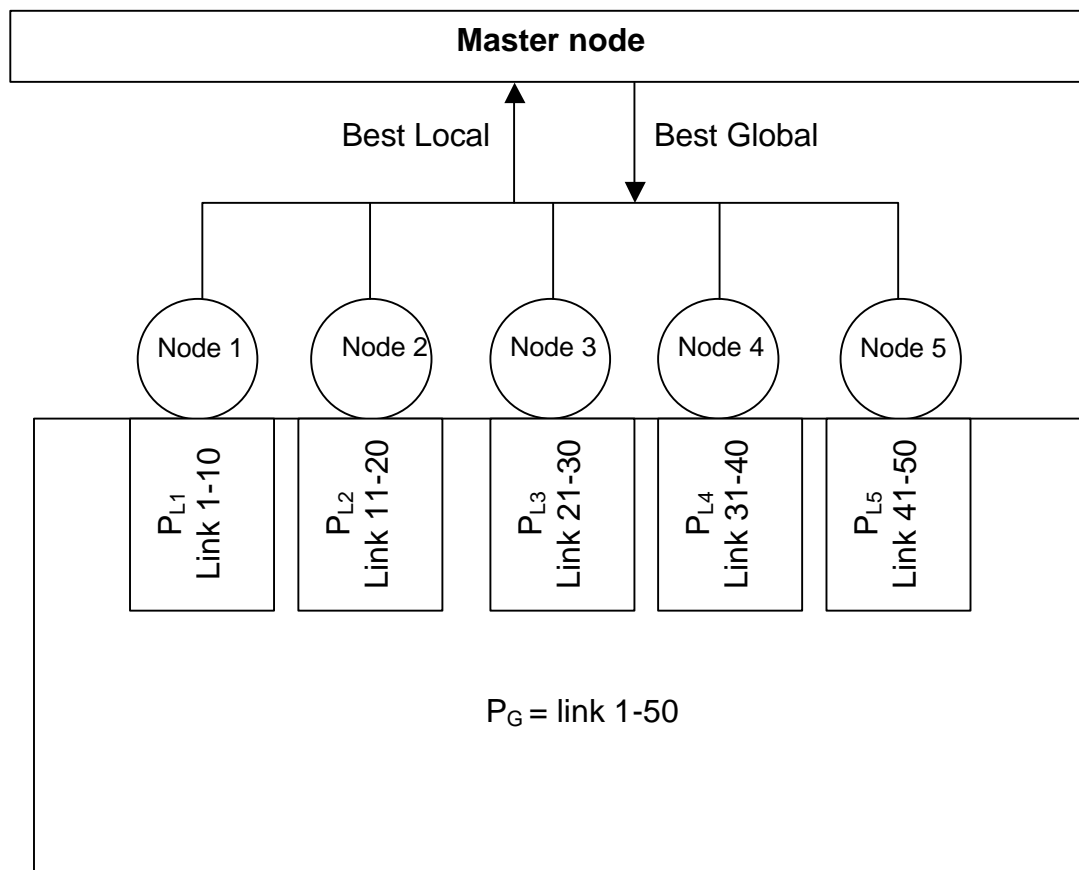 Master node
Best Local
Best Global
Node 1
Node 2
Node 3
Node 4
Node 5
PL1
Link 1-10
PL2
Link 11-20
PL3
Link 21-30
PL4
Link 31-40
PL5
Link 41-50
PG = link 1-50